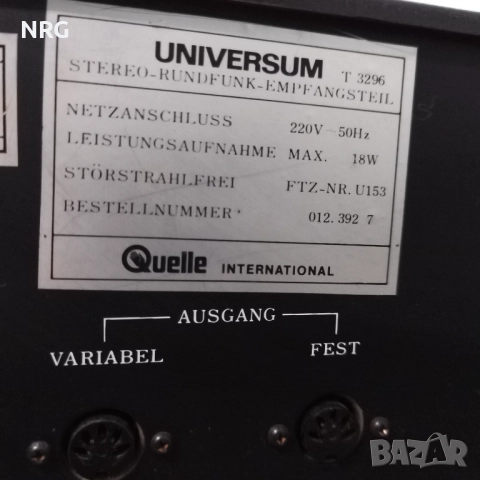 NRG
UNIVERSUM T 3296
STEREO-RUNDFUNK-EMPFANGSTEIL
NETZANSCHLUSS 220V-50Hz
LEISTUNGSAUFNAHME MAX. 18W
STÖRSTRAHLFREI FTZ-NR. U153
BESTELLNUMMER 012.392 7
Quelle INTERNATIONAL
AUSGANG
VARIABEL FEST
BAZAR